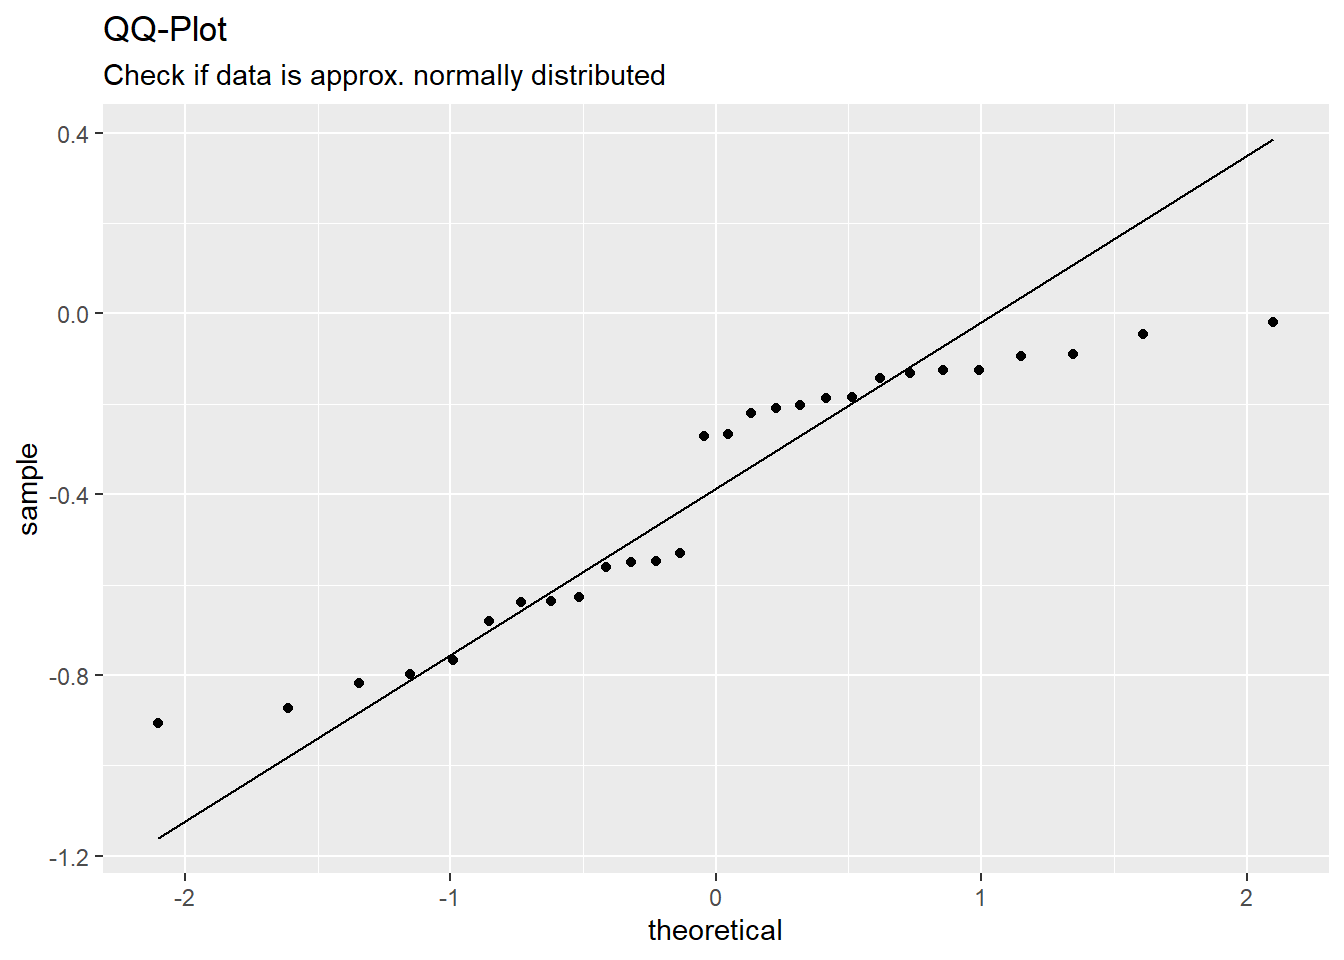 QQ-Plot
Check if data is approx. normally distributed
0.4
0.0
-0.4
-0.8
-1.2
sample
-2 -1 0 1 2
theoretical